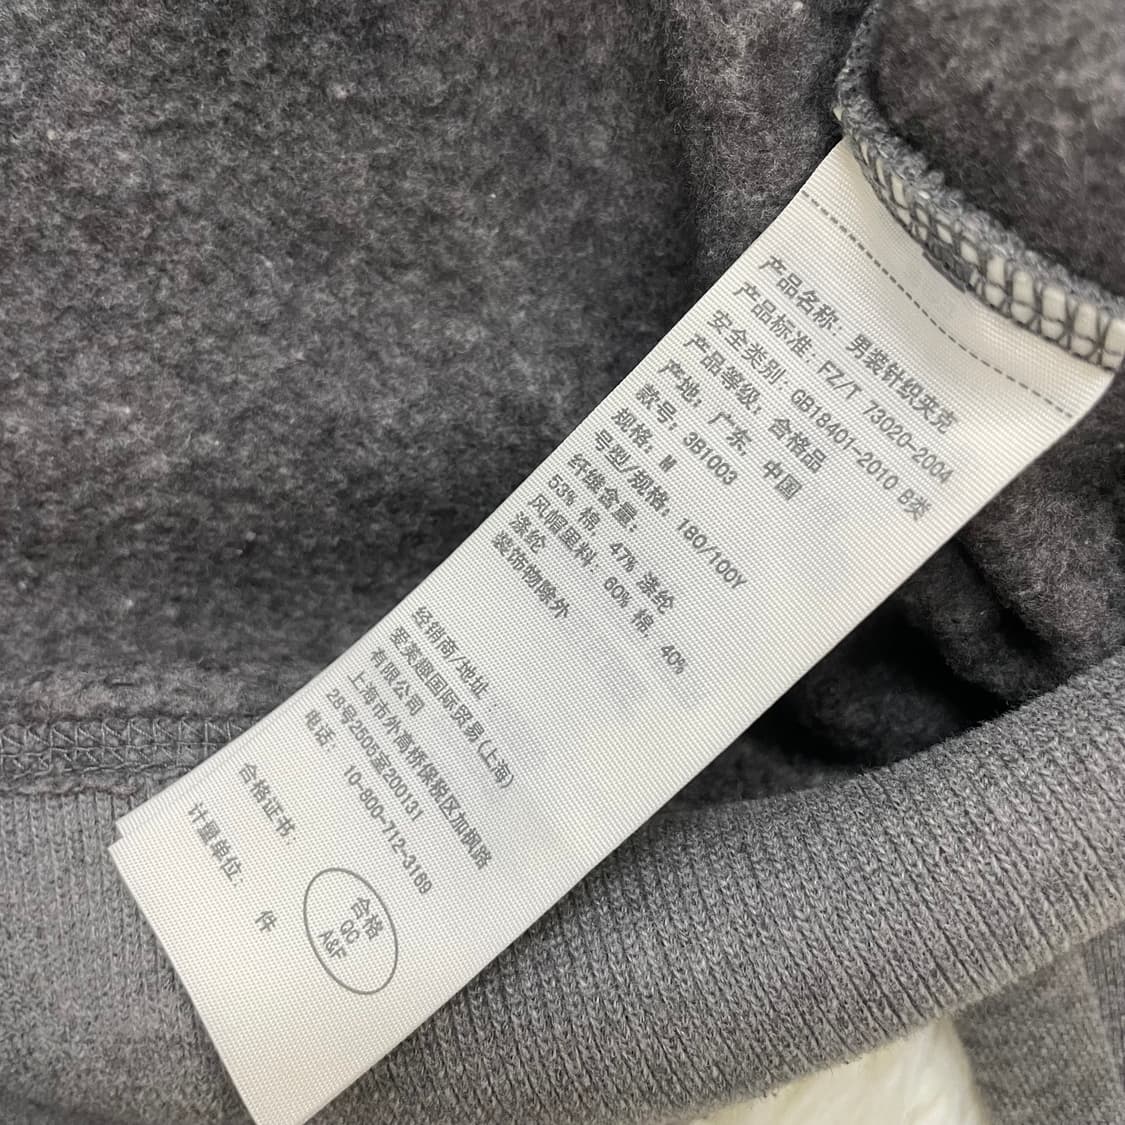 产品名称: 男装针织夹克
产品标准: FZ/T 73020-2004
安全类别: GB18401-2010 B类
产品等级: 合格品
产地: 广东, 中国
款号: 3B1003
规格: M
号型/规格: 180/100Y
纤维含量:
53% 棉, 47% 涤纶
风帽里料: 60% 棉, 40%
涤纶
装饰物除外
经销商/地址:
爱芙趣国际贸易(上海)
有限公司
上海市外高桥保税区加枫路
28号2505室200131
电话: 10-800-712-3169
合格证书:
合格
QC
A&F
计量单位: 件